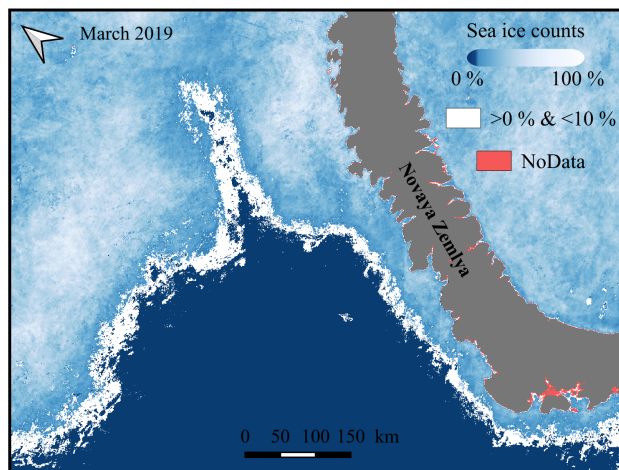 March 2019
Sea ice counts
0 % 100 %
>0 % & <10 %
NoData
Novaya Zemlya
0 50 100 150 km